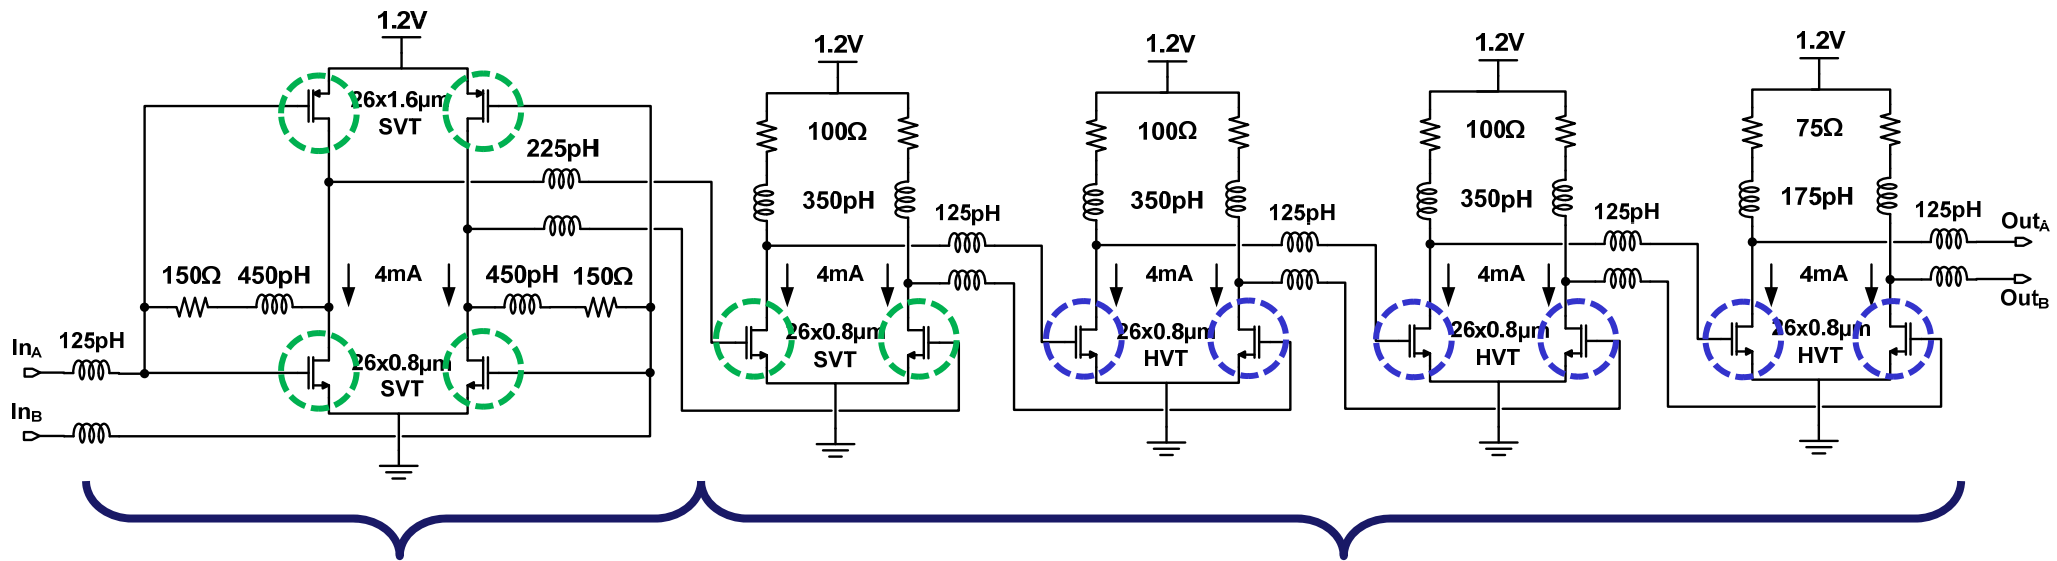 1.2V
1.2V
1.2V
1.2V
1.2V
26x1.6µm
SVT
100Ω
100Ω
100Ω
75Ω
225pH
350pH
350pH
350pH
175pH
125pH
125pH
125pH
125pH
OutA
OutB
150Ω 450pH
4mA
450pH 150Ω
4mA
4mA
4mA
4mA
InA
125pH
26x0.8µm
SVT
26x0.8µm
SVT
26x0.8µm
HVT
26x0.8µm
HVT
26x0.8µm
HVT
InB